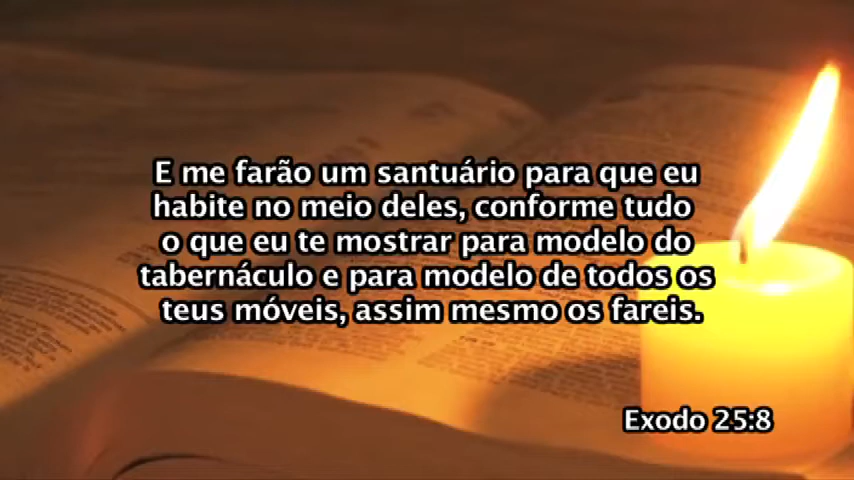 E me farão um santuário para que eu
habite no meio deles, conforme tudo
o que eu te mostrar para modelo do
tabernáculo e para modelo de todos os
teus móveis, assim mesmo os fareis.
Exodo 25:8